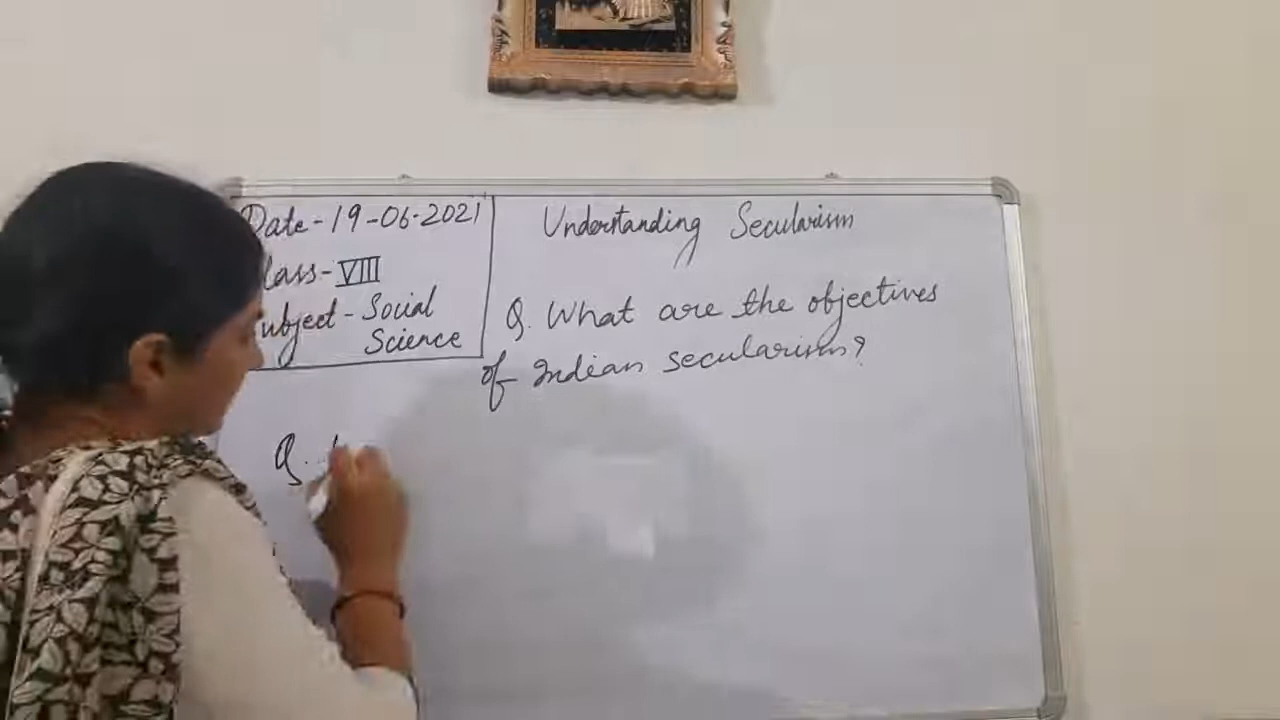 Date-19-06-2021
lass-VIII
ubject-Social
Science
Understanding Secularism
Q. What are the objectives
of Indian secularism?
Q.